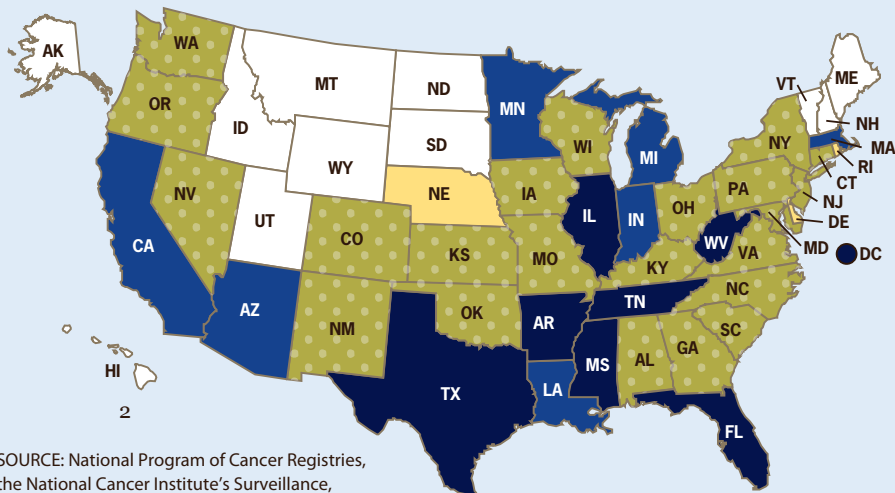 AK
WA
MT
ND
MN
VT
ME
OR
ID
SD
WI
MI
NY
NH
MA
WY
RI
CT
NV
NE
IA
PA
NJ
UT
IL
IN
OH
DE
CA
CO
WV
MD
DC
KS
MO
VA
KY
AZ
NM
OK
TN
NC
AR
SC
HI
MS
AL
GA
2
TX
LA
FL
SOURCE: National Program of Cancer Registries,
the National Cancer Institute’s Surveillance,